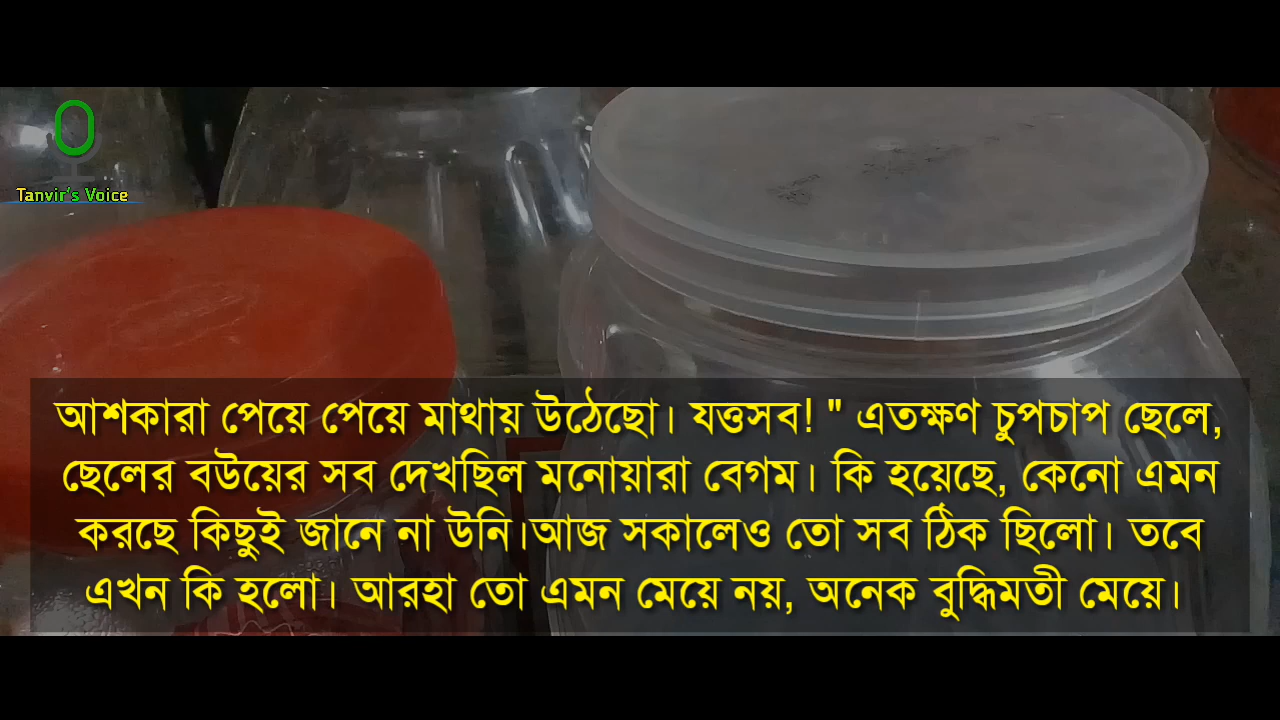 Tanvir's Voice
আশকারা পেয়ে পেয়ে মাথায় উঠেছো। যত্তসব! " এতক্ষণ চুপচাপ ছেলে,
ছেলের বউয়ের সব দেখছিল মনোয়ারা বেগম। কি হয়েছে, কেনো এমন
করছে কিছুই জানে না উনি।আজ সকালেও তো সব ঠিক ছিলো। তবে
এখন কি হলো। আরহা তো এমন মেয়ে নয়, অনেক বুদ্ধিমতী মেয়ে।